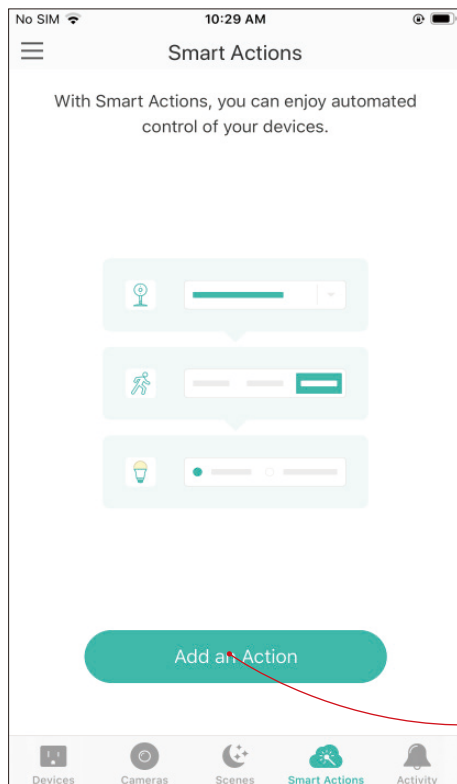 No SIM 10:29 AM
Smart Actions
With Smart Actions, you can enjoy automated
control of your devices.
Add an Action
Devices Cameras Scenes Smart Actions Activity